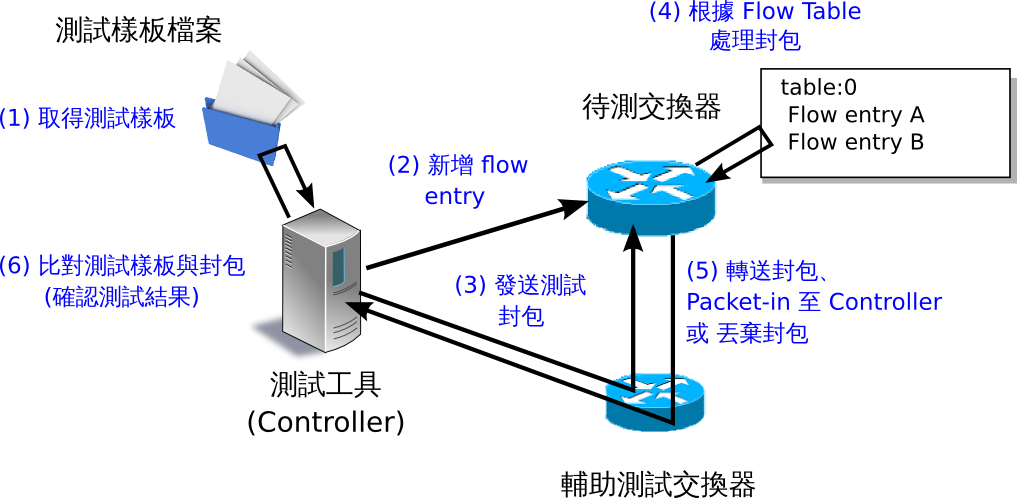 (4) 根據 Flow Table
處理封包
測試樣板檔案
table:0
Flow entry A
Flow entry B
待測交換器
(1) 取得測試樣板
(2) 新增 flow
entry
(6) 比對測試樣板與封包
(確認測試結果)
(3) 發送測試
封包
(5) 轉送封包、
Packet-in 至 Controller
或 丟棄封包
測試工具
(Controller)
輔助測試交換器